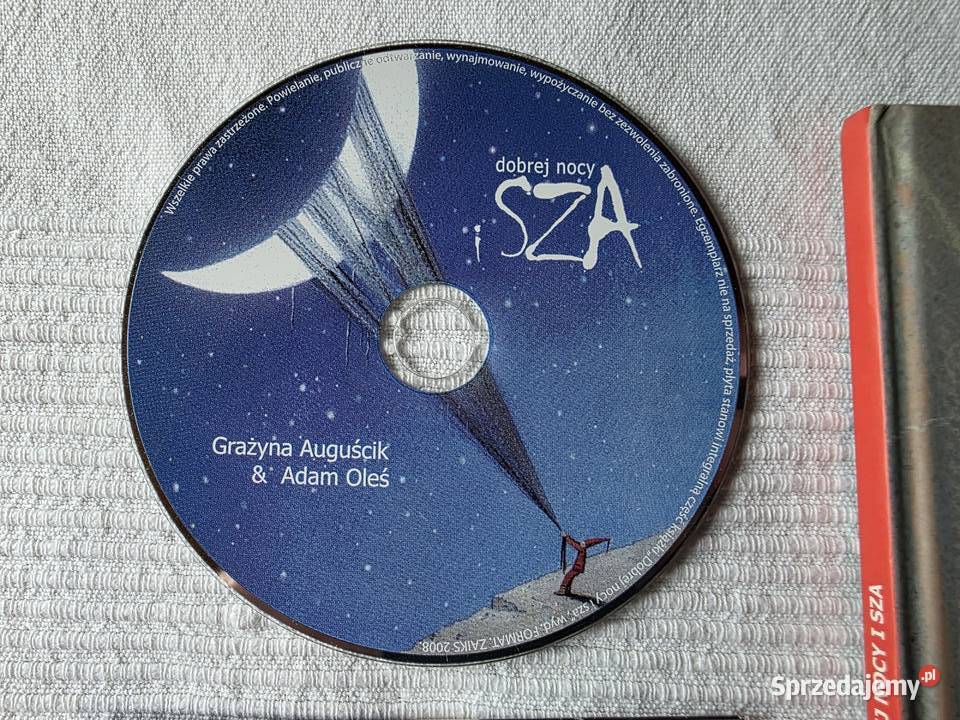 Wszelkie prawa zastrzeżone. Powielanie, publiczne odtwarzanie, wynajmowanie, wypożyczanie bez zezwolenia zabronione. Egzemplarz nie na sprzedaż, płyta stanowi integralną część książki „Dobrej nocy i sza", wyd. FORMAT. ZAIKS 2008
dobrej nocy
i SZA
Grażyna Auguścik
& Adam Oleś
J NOCY I SZA
Sprzedajemy.pl